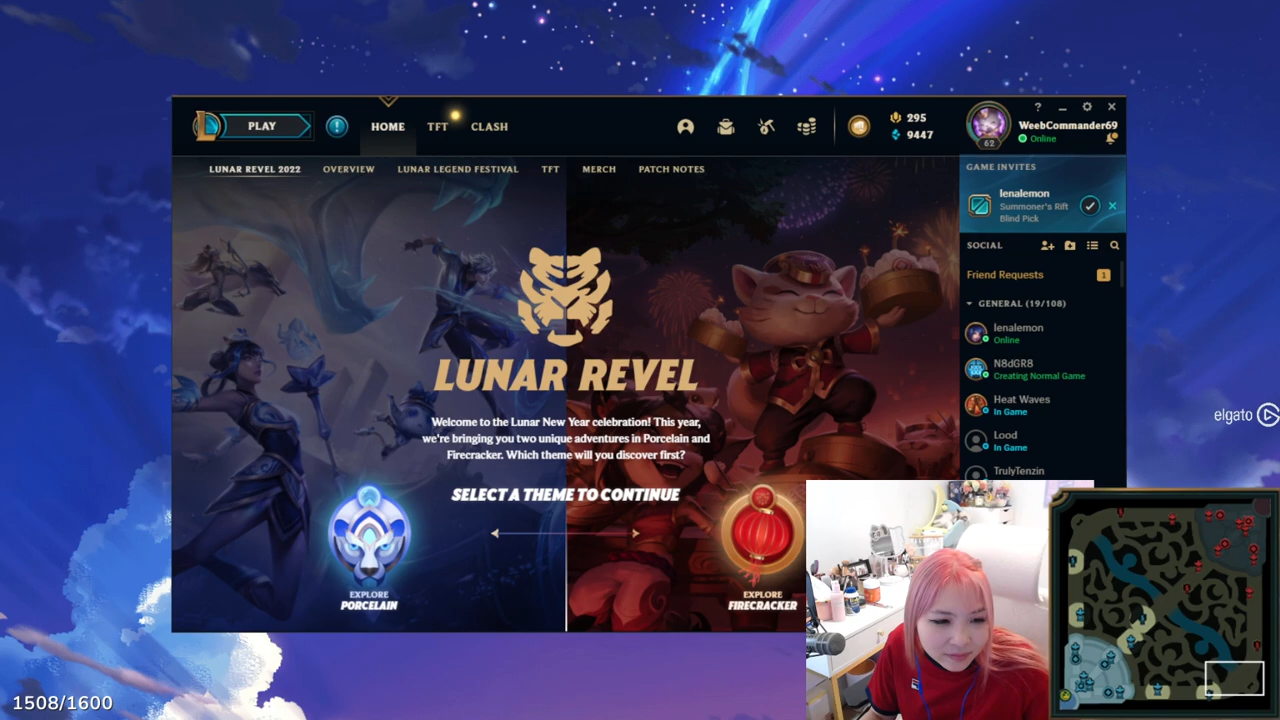 PLAY
HOME
TFT
CLASH
295
9447
?
WeebCommander69
Online
62
LUNAR REVEL 2022
OVERVIEW
LUNAR LEGEND FESTIVAL
TFT
MERCH
PATCH NOTES
GAME INVITES
lenalemon
Summoner's Rift
Blind Pick
SOCIAL
Friend Requests
1
GENERAL (19/108)
lenalemon
Online
N8dGR8
Creating Normal Game
Heat Waves
In Game
Lood
In Game
TrulyTenzin
LUNAR REVEL
Welcome to the Lunar New Year celebration! This year,
we're bringing you two unique adventures in Porcelain and
Firecracker. Which theme will you discover first?
SELECT A THEME TO CONTINUE
EXPLORE
PORCELAIN
EXPLORE
FIRECRACKER
elgato
1508/1600